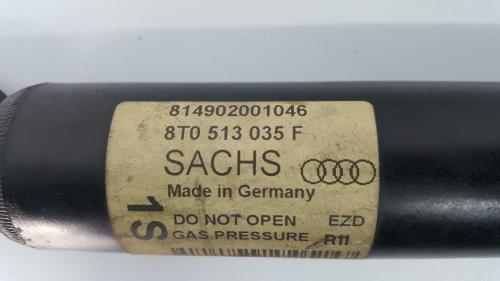 814902001046
8T0 513 035 F
SACHS
Made in Germany
1S
DO NOT OPEN EZD
GAS PRESSURE R11